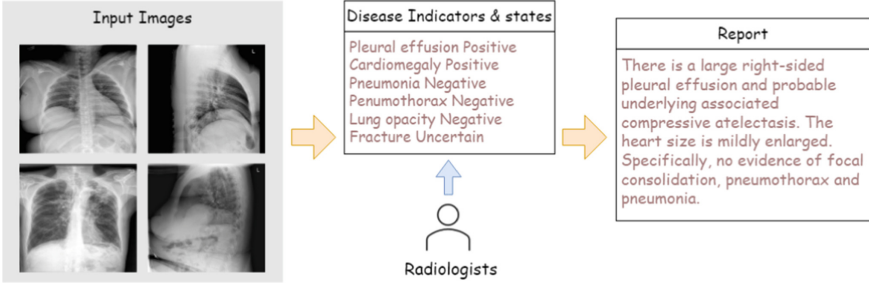 Input Images
Disease Indicators & states
Pleural effusion Positive
Cardiomegaly Positive
Pneumonia Negative
Penumothorax Negative
Lung opacity Negative
Fracture Uncertain
Radiologists
Report
There is a large right-sided
pleural effusion and probable
underlying associated
compressive atelectasis. The
heart size is mildly enlarged.
Specifically, no evidence of focal
consolidation, pneumothorax and
pneumonia.